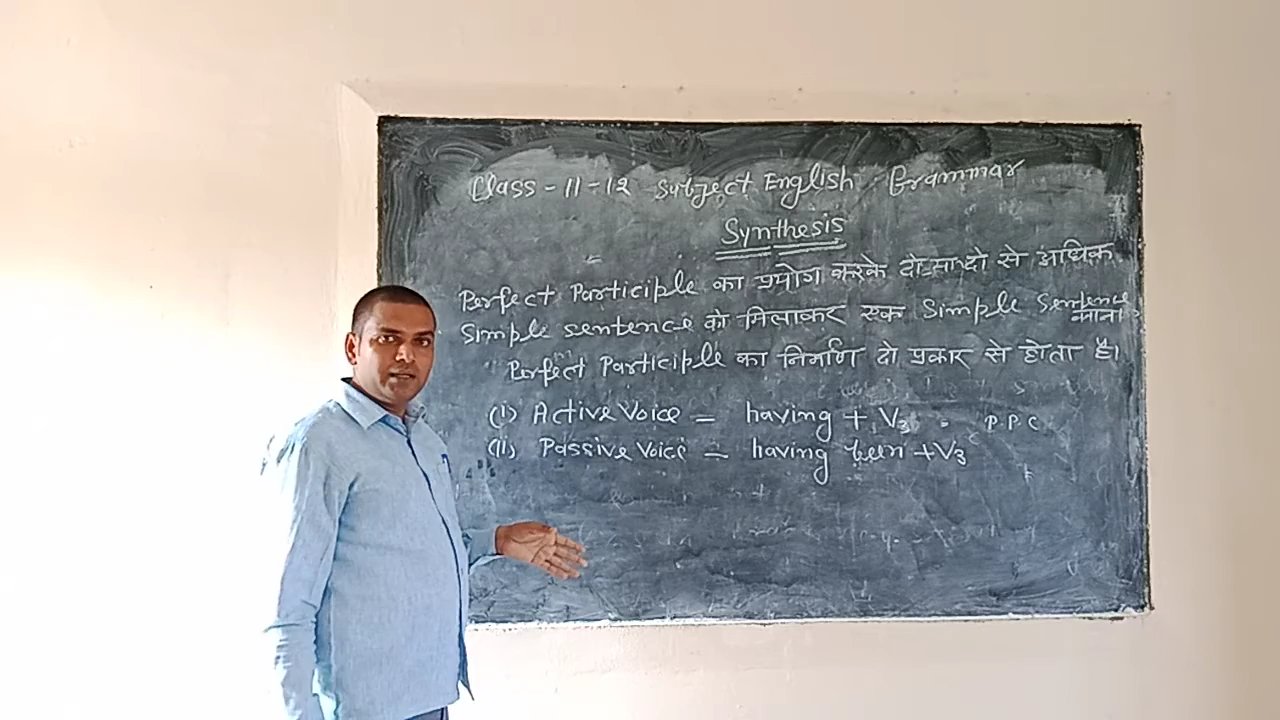 Class - 11 - 12 Subject English Grammar
Synthesis
Perfect Participle का प्रयोग करके दो या दो से अधिक
Simple sentence को मिलाकर एक Simple Sentence
बनाना
Perfect Participle का निर्माण दो प्रकार से होता है।
(i) Active Voice = having + V3 P.P.C
(ii) Passive Voice = having been + V3